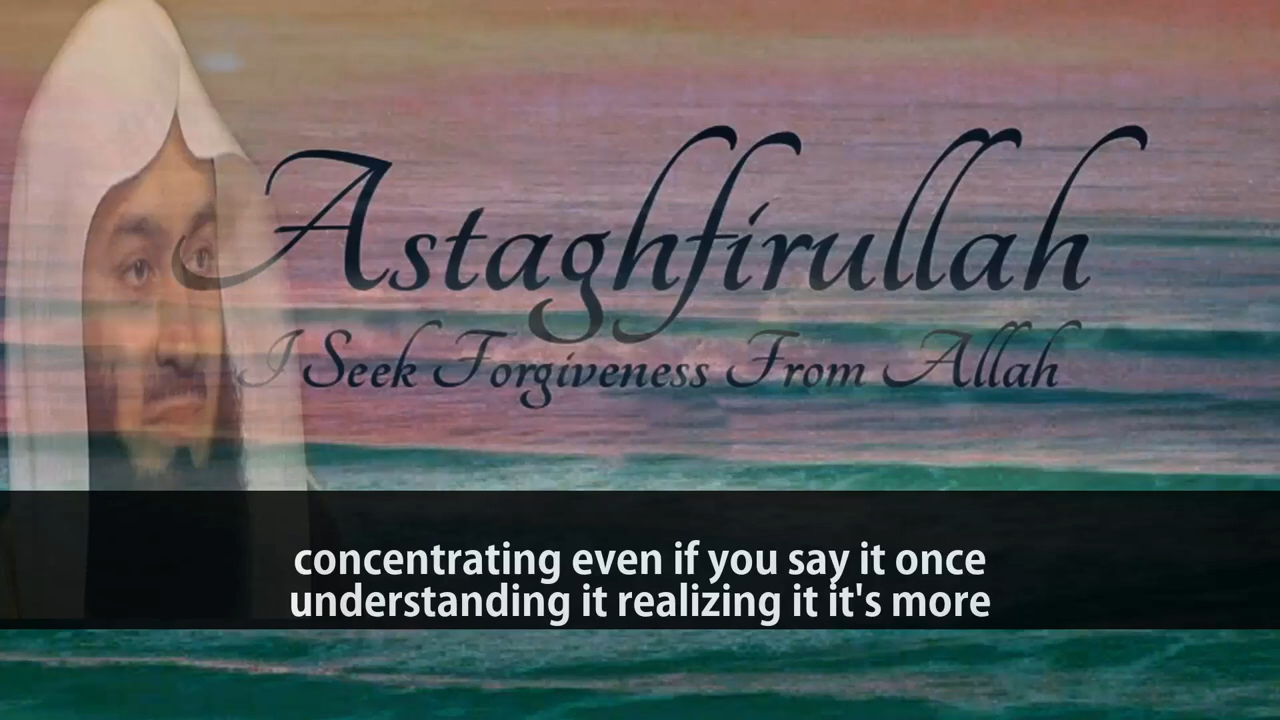 Astaghfirullah
I Seek Forgiveness From Allah
concentrating even if you say it once
understanding it realizing it it's more